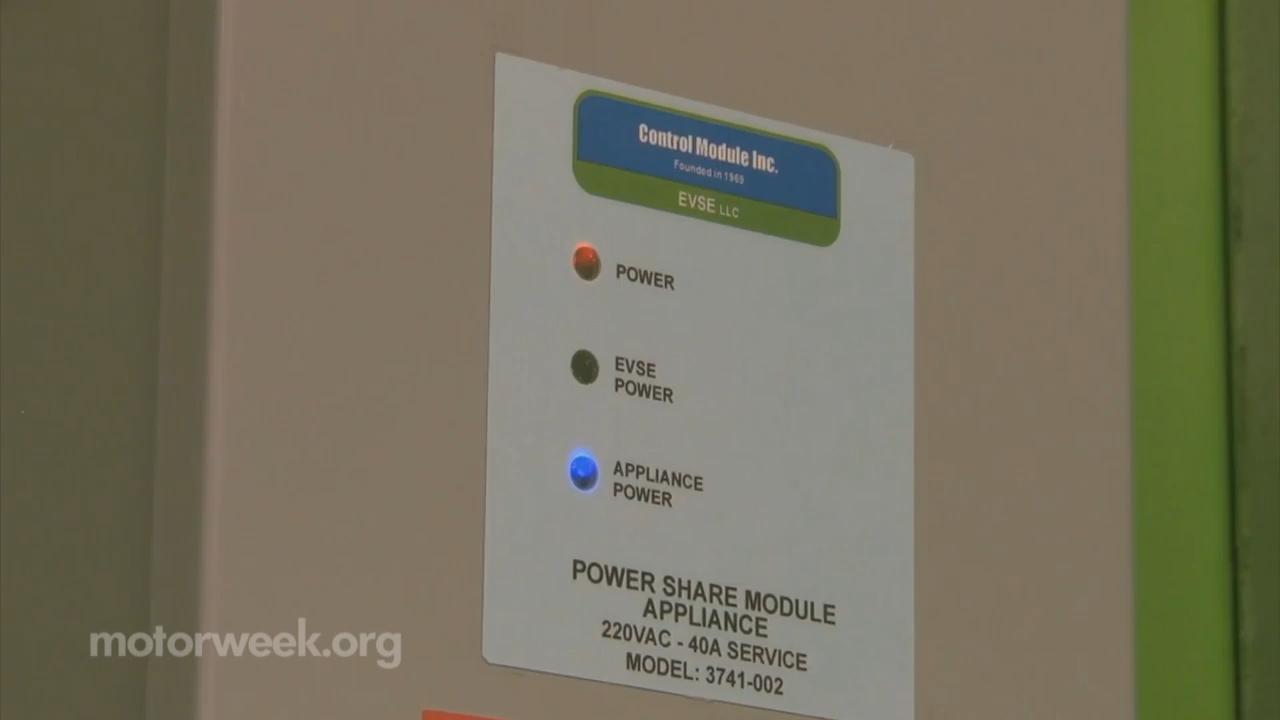 Control Module Inc.
Founded in 1969
EVSE LLC
POWER
EVSE
POWER
APPLIANCE
POWER
POWER SHARE MODULE
APPLIANCE
220VAC - 40A SERVICE
MODEL: 3741-002
motorweek.org